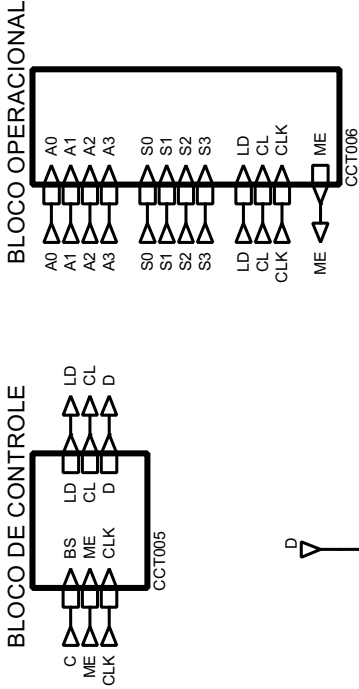 BLOCO DE CONTROLE
C BS LD LD
ME ME CL CL
CLK CLK D D
CCT005
BLOCO OPERACIONAL
A0 A0
A1 A1
A2 A2
A3 A3
S0 S0
S1 S1
S2 S2
S3 S3
LD LD
CL CL
CLK CLK
ME ME
CCT006
D